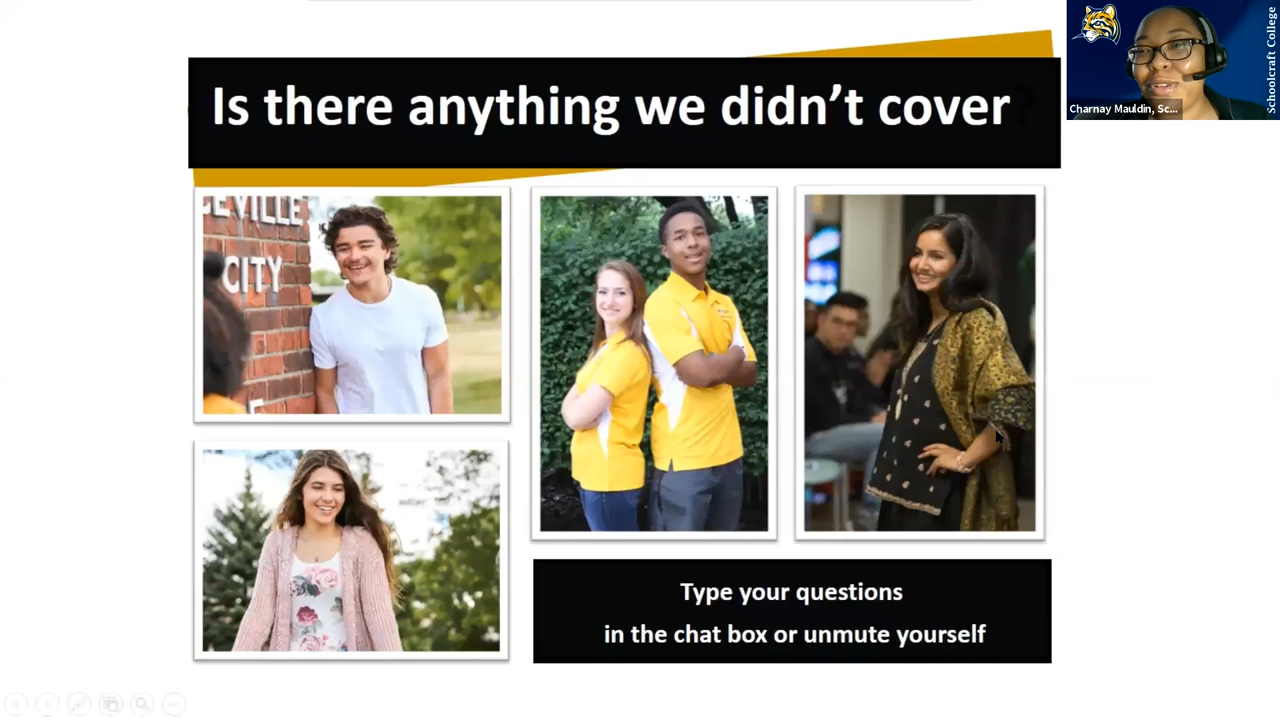 Is there anything we didn't cover?
Schoolcraft College
Charnay Mauldin, Sc...
CITY
Type your questions
in the chat box or unmute yourself